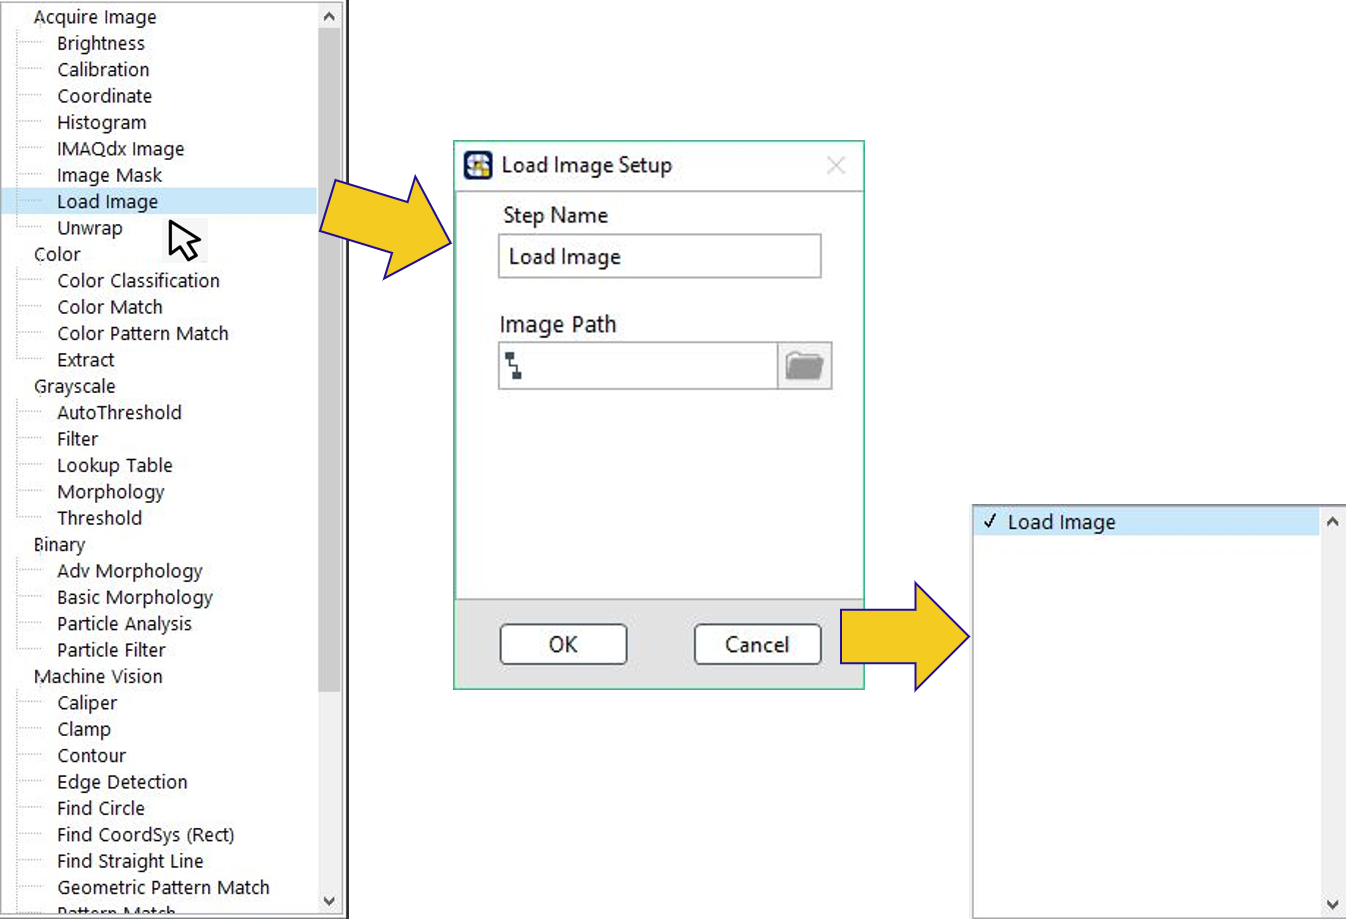 Acquire Image
Brightness
Calibration
Coordinate
Histogram
IMAQdx Image
Image Mask
Load Image
Unwrap
Color
Color Classification
Color Match
Color Pattern Match
Extract
Grayscale
AutoThreshold
Filter
Lookup Table
Morphology
Threshold
Binary
Adv Morphology
Basic Morphology
Particle Analysis
Particle Filter
Machine Vision
Caliper
Clamp
Contour
Edge Detection
Find Circle
Find CoordSys (Rect)
Find Straight Line
Geometric Pattern Match
Pattern Match
Load Image Setup
Step Name
Load Image
Image Path
OK
Cancel
✓ Load Image